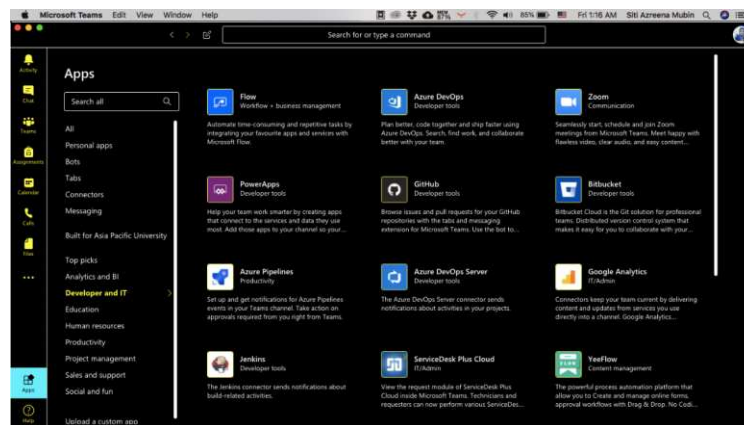 Microsoft Teams Edit View Window Help
85% Fri 1:16 AM Siti Azreena Mubin
Search for or type a command
Activity
Chat
Teams
Assignments
Calendar
Calls
Files
Apps
Help
Apps
Search all
All
Personal apps
Bots
Tabs
Connectors
Messaging
Built for Asia Pacific University
Top picks
Analytics and BI
Developer and IT
Education
Human resources
Productivity
Project management
Sales and support
Social and fun
Upload a custom app
Flow
Workflow + business management
Automate time-consuming and repetitive tasks by
integrating your favourite apps and services with
Microsoft Flow.
Azure DevOps
Developer tools
Plan better, code together and ship faster using
Azure DevOps. Search, find work, and collaborate
better with your team.
Zoom
Communication
Seamlessly start, schedule and join Zoom
meetings from Microsoft Teams. Meet happy with
flawless video, clear audio, and easy content...
PowerApps
Developer tools
Help your team work smarter by creating apps
that connect to the services and data they use
most. Add those apps to your channel so your...
GitHub
Developer tools
Browse issues and pull requests for your GitHub
repositories with the tabs and messaging
extension for Microsoft Teams. Use the bot to...
Bitbucket
Developer tools
Bitbucket Cloud is the Git solution for professional
teams. Distributed version control system that
makes it easy for you to collaborate with your...
Azure Pipelines
Productivity
Set up and get notifications for Azure Pipelines
events in your Teams channel. Take action on
approvals required from you right from Teams.
Azure DevOps Server
Developer tools
The Azure DevOps Server connector sends
notifications about activities in your projects.
Google Analytics
IT/Admin
Connectors keep your team current by delivering
content and updates from services you use
directly into a channel. Google Analytics...
Jenkins
Developer tools
The Jenkins connector sends notifications about
build-related activities.
ServiceDesk Plus Cloud
IT/Admin
View the request module of ServiceDesk Plus
Cloud inside Microsoft Teams. Technicians and
requesters can now perform various ServiceDes...
YeeFlow
Content management
The powerful process automation platform that
allow you to Create and manage online forms,
approval workflows with Drag & Drop. No Codi...